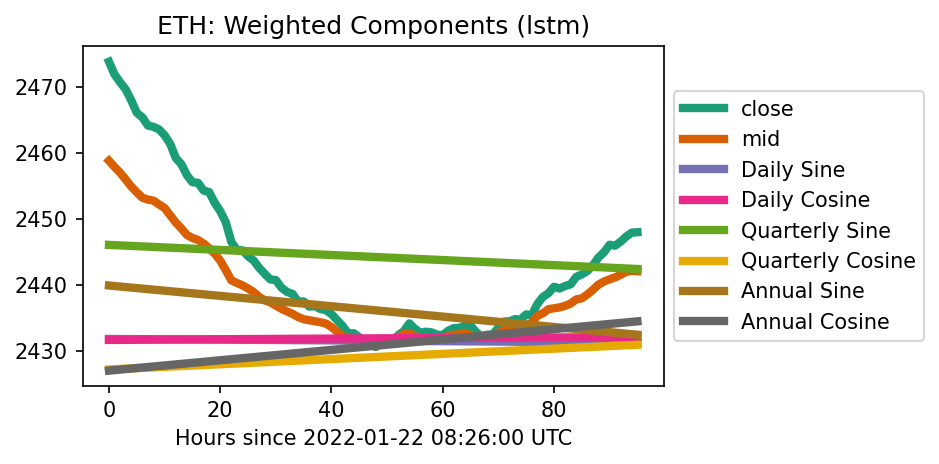 ETH: Weighted Components (lstm)
2470
2460
2450
2440
2430
0 20 40 60 80
Hours since 2022-01-22 08:26:00 UTC
close
mid
Daily Sine
Daily Cosine
Quarterly Sine
Quarterly Cosine
Annual Sine
Annual Cosine